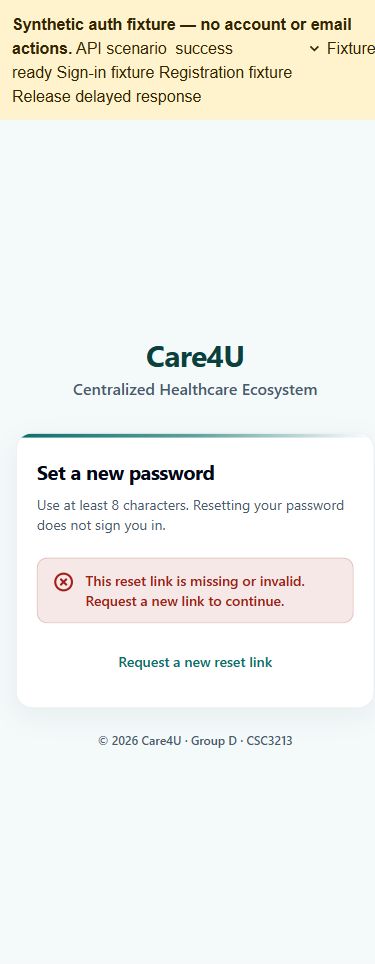 Synthetic auth fixture — no account or email
actions. API scenario success Fixture
ready Sign-in fixture Registration fixture
Release delayed response
Care4U
Centralized Healthcare Ecosystem
Set a new password
Use at least 8 characters. Resetting your password
does not sign you in.
This reset link is missing or invalid.
Request a new link to continue.
Request a new reset link
© 2026 Care4U · Group D · CSC3213